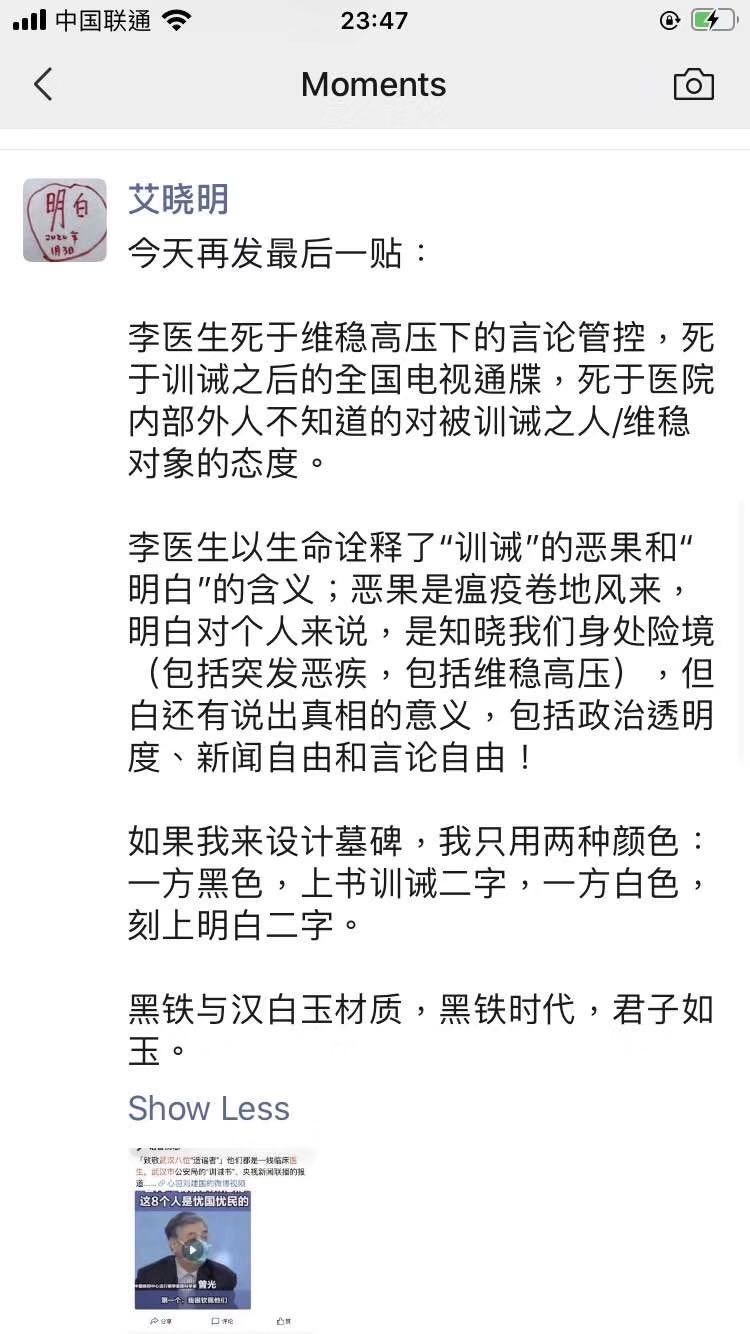 中国联通
23:47
Moments
明白
2020年
1月3日
艾晓明
今天再发最后一贴：
李医生死于维稳高压下的言论管控，死
于训诫之后的全国电视通牒，死于医院
内部外人不知道的对被训诫之人/维稳
对象的态度。
李医生以生命诠释了“训诫”的恶果和“
明白”的含义；恶果是瘟疫卷地风来，
明白对个人来说，是知晓我们身处险境
（包括突发恶疾，包括维稳高压），但
白还有说出真相的意义，包括政治透明
度、新闻自由和言论自由！
如果我来设计墓碑，我只用两种颜色：
一方黑色，上书训诫二字，一方白色，
刻上明白二字。
黑铁与汉白玉材质，黑铁时代，君子如
玉。
Show Less
「致敬武汉八位“造谣者”」他们都是一线临床医
生。武汉市公安局的“训诫书”、央视新闻联播的报
道......
这8个人是忧国忧民的
曾光
第一个，我很钦佩他们
分享
评论
赞